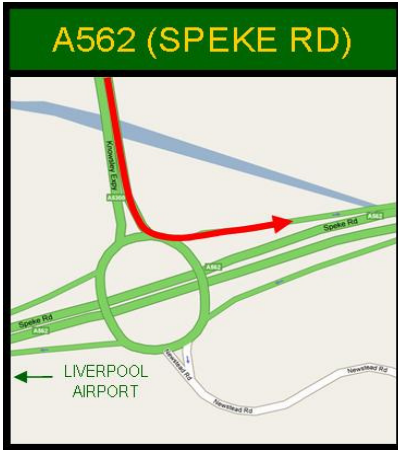 A562 (SPEKE RD)
Knowsley Expy
A5300
A562
Speke Rd
A562
Speke Rd
A562
LIVERPOOL
AIRPORT
Newstead Rd
Newstead Rd
Newstead Rd